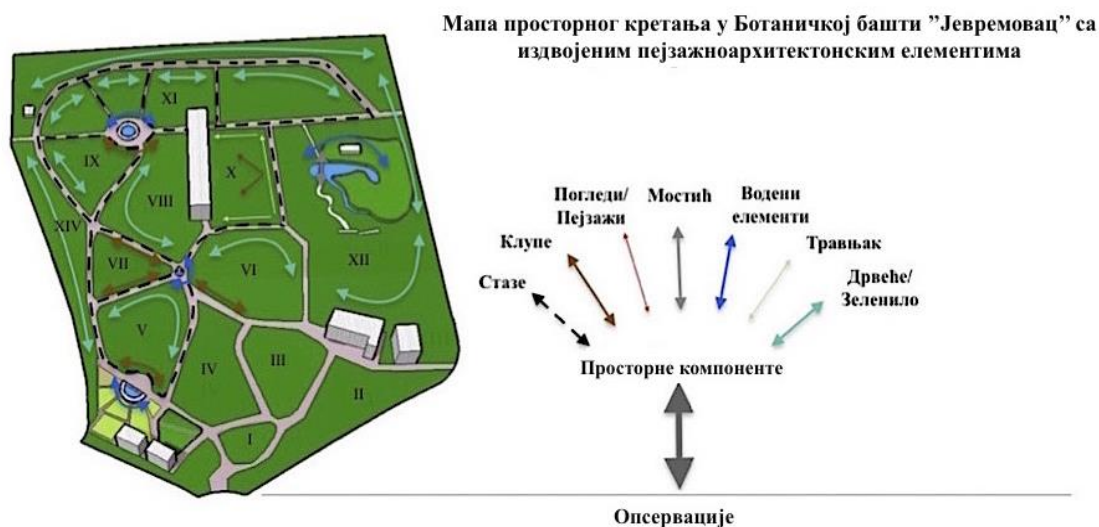 Мапа просторног кретања у Ботаничкој башти ”Јевремовац” са
издвојеним пејзажноархитектонским елементима
XI
IX
X
VIII
XIV
VII
VI
XII
V
IV
III
II
I
Погледи/
Пејзажи
Мостић
Водени
елементи
Клупе
Травњак
Стазе
Дрвеће/
Зеленило
Просторне компоненте
Опсервације